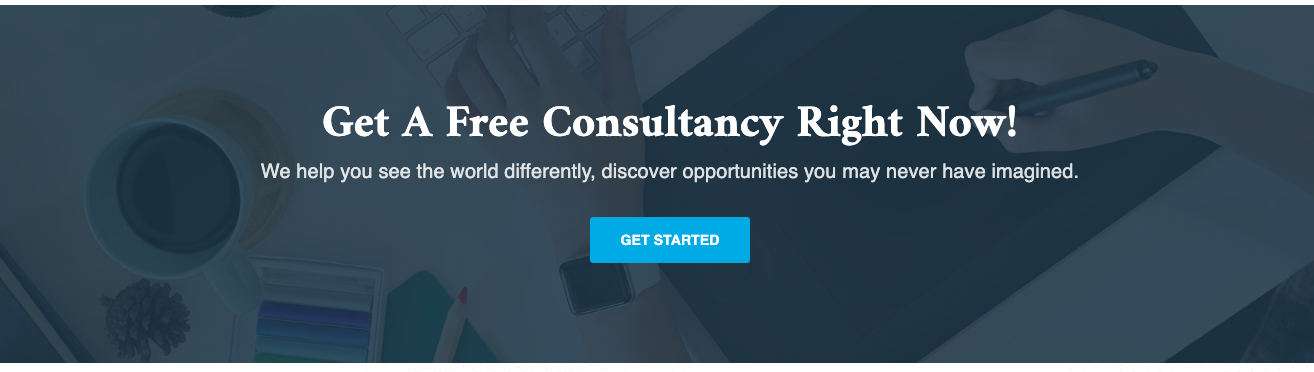 Get A Free Consultancy Right Now!
We help you see the world differently, discover opportunities you may never have imagined.
GET STARTED